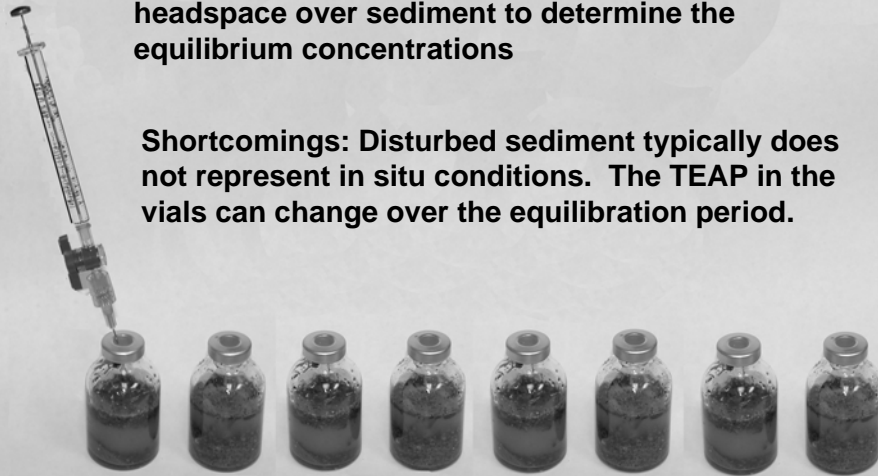 headspace over sediment to determine the
equilibrium concentrations
Shortcomings: Disturbed sediment typically does
not represent in situ conditions. The TEAP in the
vials can change over the equilibration period.